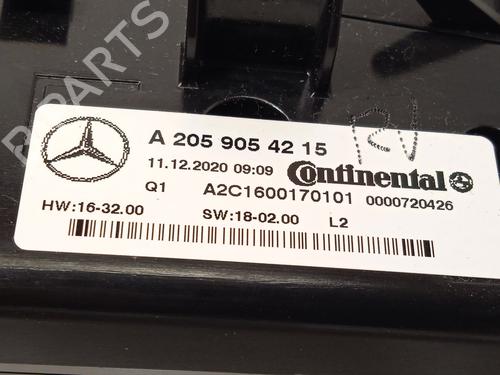 B-PARTS
A 205 905 42 15
11.12.2020 09:09
Continental
Q1
A2C1600170101
0000720426
HW:16-32.00
SW:18-02.00
L2